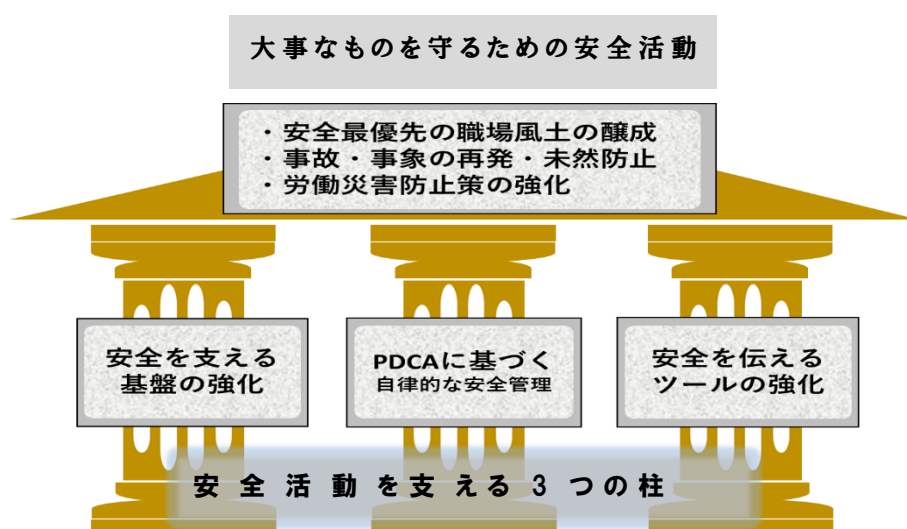 大事なものを守るための安全活動
・安全最優先の職場風土の醸成
・事故・事象の再発・未然防止
・労働災害防止策の強化
安全を支える
基盤の強化
PDCAに基づく
自律的な安全管理
安全を伝える
ツールの強化
安全活動を支える3つの柱